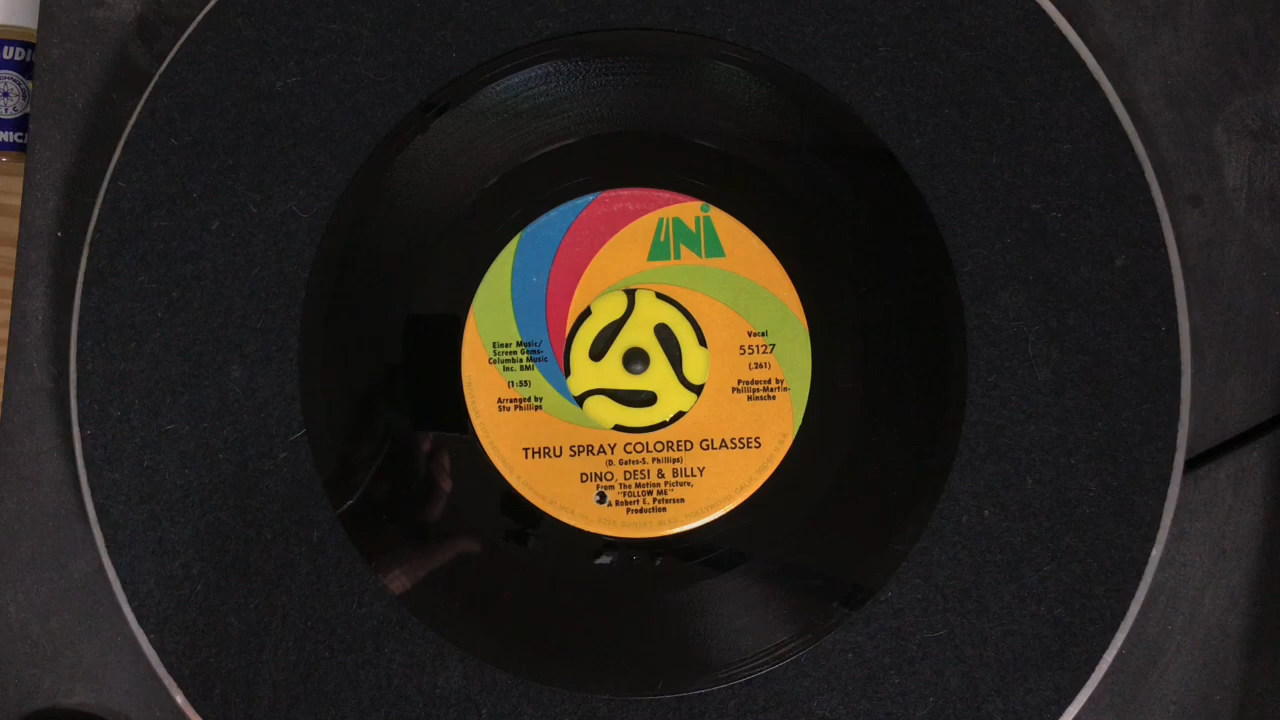 UDIO
NIC
UNI
Einar Music/
Screen Gems-
Columbia Music
Inc. BMI
(1:55)
Arranged by
Stu Phillips
Vocal
55127
(.261)
Produced by
Phillips-Martin-
Hinsche
THRU SPRAY COLORED GLASSES
(D. Gates-S. Phillips)
DINO, DESI & BILLY
From The Motion Picture,
"FOLLOW ME"
A Robert E. Petersen
Production